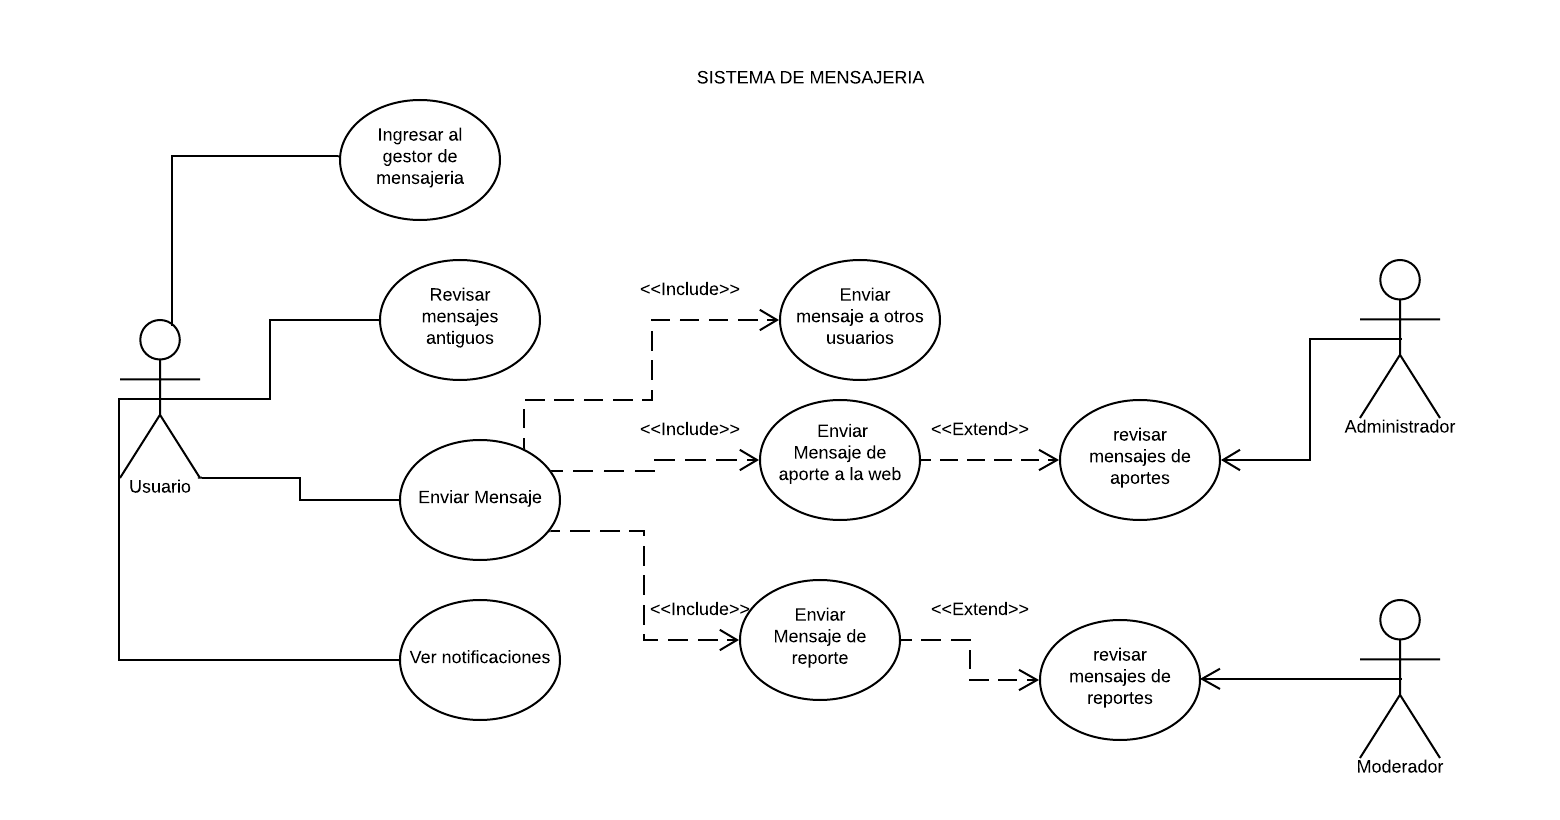 SISTEMA DE MENSAJERIA
Ingresar al
gestor de
mensajeria
Revisar
mensajes
antiguos
<<Include>>
Enviar
mensaje a otros
usuarios
Usuario
Enviar Mensaje
<<Include>>
Enviar
Mensaje de
aporte a la web
<<Extend>>
revisar
mensajes de
aportes
Administrador
Ver notificaciones
<<Include>>
Enviar
Mensaje de
reporte
<<Extend>>
revisar
mensajes de
reportes
Moderador